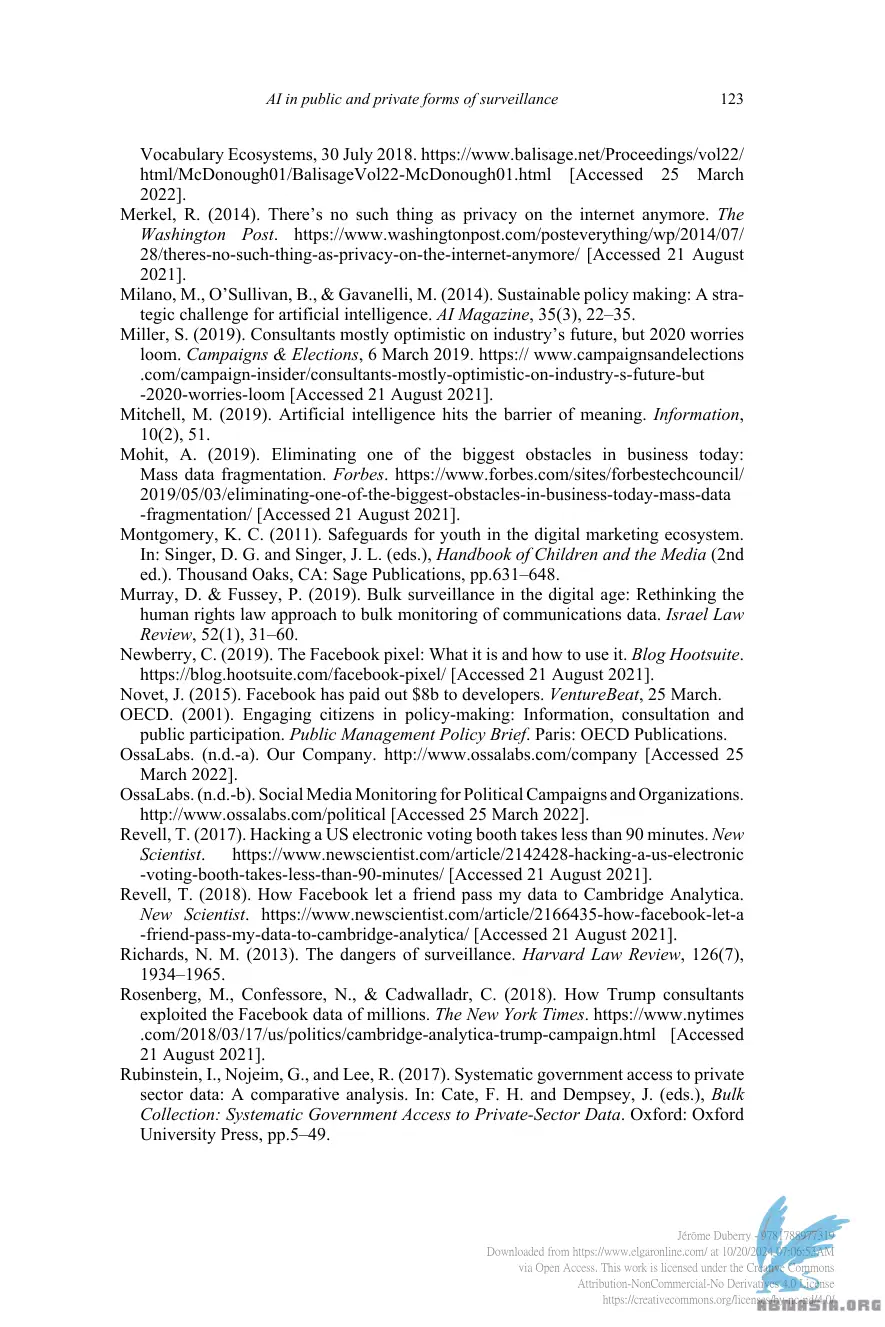 AI in public and private forms of surveillance 123
Vocabulary Ecosystems, 30 July 2018. https://www.balisage.net/Proceedings/vol22/
html/McDonough01/BalisageVol22-McDonough01.html [Accessed 25 March
2022].
Merkel, R. (2014). There’s no such thing as privacy on the internet anymore. The
Washington Post. https://www.washingtonpost.com/posteverything/wp/2014/07/
28/theres-no-such-thing-as-privacy-on-the-internet-anymore/ [Accessed 21 August
2021].
Milano, M., O’Sullivan, B., & Gavanelli, M. (2014). Sustainable policy making: A stra-
tegic challenge for artificial intelligence. AI Magazine, 35(3), 22–35.
Miller, S. (2019). Consultants mostly optimistic on industry’s future, but 2020 worries
loom. Campaigns & Elections, 6 March 2019. https:// www.campaignsandelections
.com/campaign-insider/consultants-mostly-optimistic-on-industry-s-future-but
-2020-worries-loom [Accessed 21 August 2021].
Mitchell, M. (2019). Artificial intelligence hits the barrier of meaning. Information,
10(2), 51.
Mohit, A. (2019). Eliminating one of the biggest obstacles in business today:
Mass data fragmentation. Forbes. https://www.forbes.com/sites/forbestechcouncil/
2019/05/03/eliminating-one-of-the-biggest-obstacles-in-business-today-mass-data
-fragmentation/ [Accessed 21 August 2021].
Montgomery, K. C. (2011). Safeguards for youth in the digital marketing ecosystem.
In: Singer, D. G. and Singer, J. L. (eds.), Handbook of Children and the Media (2nd
ed.). Thousand Oaks, CA: Sage Publications, pp.631–648.
Murray, D. & Fussey, P. (2019). Bulk surveillance in the digital age: Rethinking the
human rights law approach to bulk monitoring of communications data. Israel Law
Review, 52(1), 31–60.
Newberry, C. (2019). The Facebook pixel: What it is and how to use it. Blog Hootsuite.
https://blog.hootsuite.com/facebook-pixel/ [Accessed 21 August 2021].
Novet, J. (2015). Facebook has paid out $8b to developers. VentureBeat, 25 March.
OECD. (2001). Engaging citizens in policy-making: Information, consultation and
public participation. Public Management Policy Brief. Paris: OECD Publications.
OssaLabs. (n.d.-a). Our Company. http://www.ossalabs.com/company [Accessed 25
March 2022].
OssaLabs. (n.d.-b). Social Media Monitoring for Political Campaigns and Organizations.
http://www.ossalabs.com/political [Accessed 25 March 2022].
Revell, T. (2017). Hacking a US electronic voting booth takes less than 90 minutes. New
Scientist. https://www.newscientist.com/article/2142428-hacking-a-us-electronic
-voting-booth-takes-less-than-90-minutes/ [Accessed 21 August 2021].
Revell, T. (2018). How Facebook let a friend pass my data to Cambridge Analytica.
New Scientist. https://www.newscientist.com/article/2166435-how-facebook-let-a
-friend-pass-my-data-to-cambridge-analytica/ [Accessed 21 August 2021].
Richards, N. M. (2013). The dangers of surveillance. Harvard Law Review, 126(7),
1934–1965.
Rosenberg, M., Confessore, N., & Cadwalladr, C. (2018). How Trump consultants
exploited the Facebook data of millions. The New York Times. https://www.nytimes
.com/2018/03/17/us/politics/cambridge-analytica-trump-campaign.html [Accessed
21 August 2021].
Rubinstein, I., Nojeim, G., and Lee, R. (2017). Systematic government access to private
sector data: A comparative analysis. In: Cate, F. H. and Dempsey, J. (eds.), Bulk
Collection: Systematic Government Access to Private-Sector Data. Oxford: Oxford
University Press, pp.5–49.
Jérôme Duberry - 9781788977319
Downloaded from https://www.elgaronline.com/ at 10/20/2024 07:06:53AM
via Open Access. This work is licensed under the Creative Commons
Attribution-NonCommercial-No Derivatives 4.0 License
https://creativecommons.org/licenses/by-nc-nd/4.0/